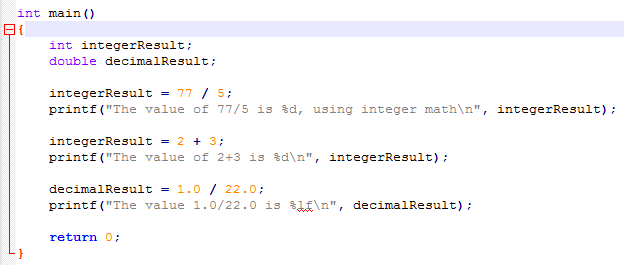 int main()
{
int integerResult;
double decimalResult;
integerResult = 77 / 5;
printf("The value of 77/5 is %d, using integer math\n", integerResult);
integerResult = 2 + 3;
printf("The value of 2+3 is %d\n", integerResult);
decimalResult = 1.0 / 22.0;
printf("The value 1.0/22.0 is %lf\n", decimalResult);
return 0;
}